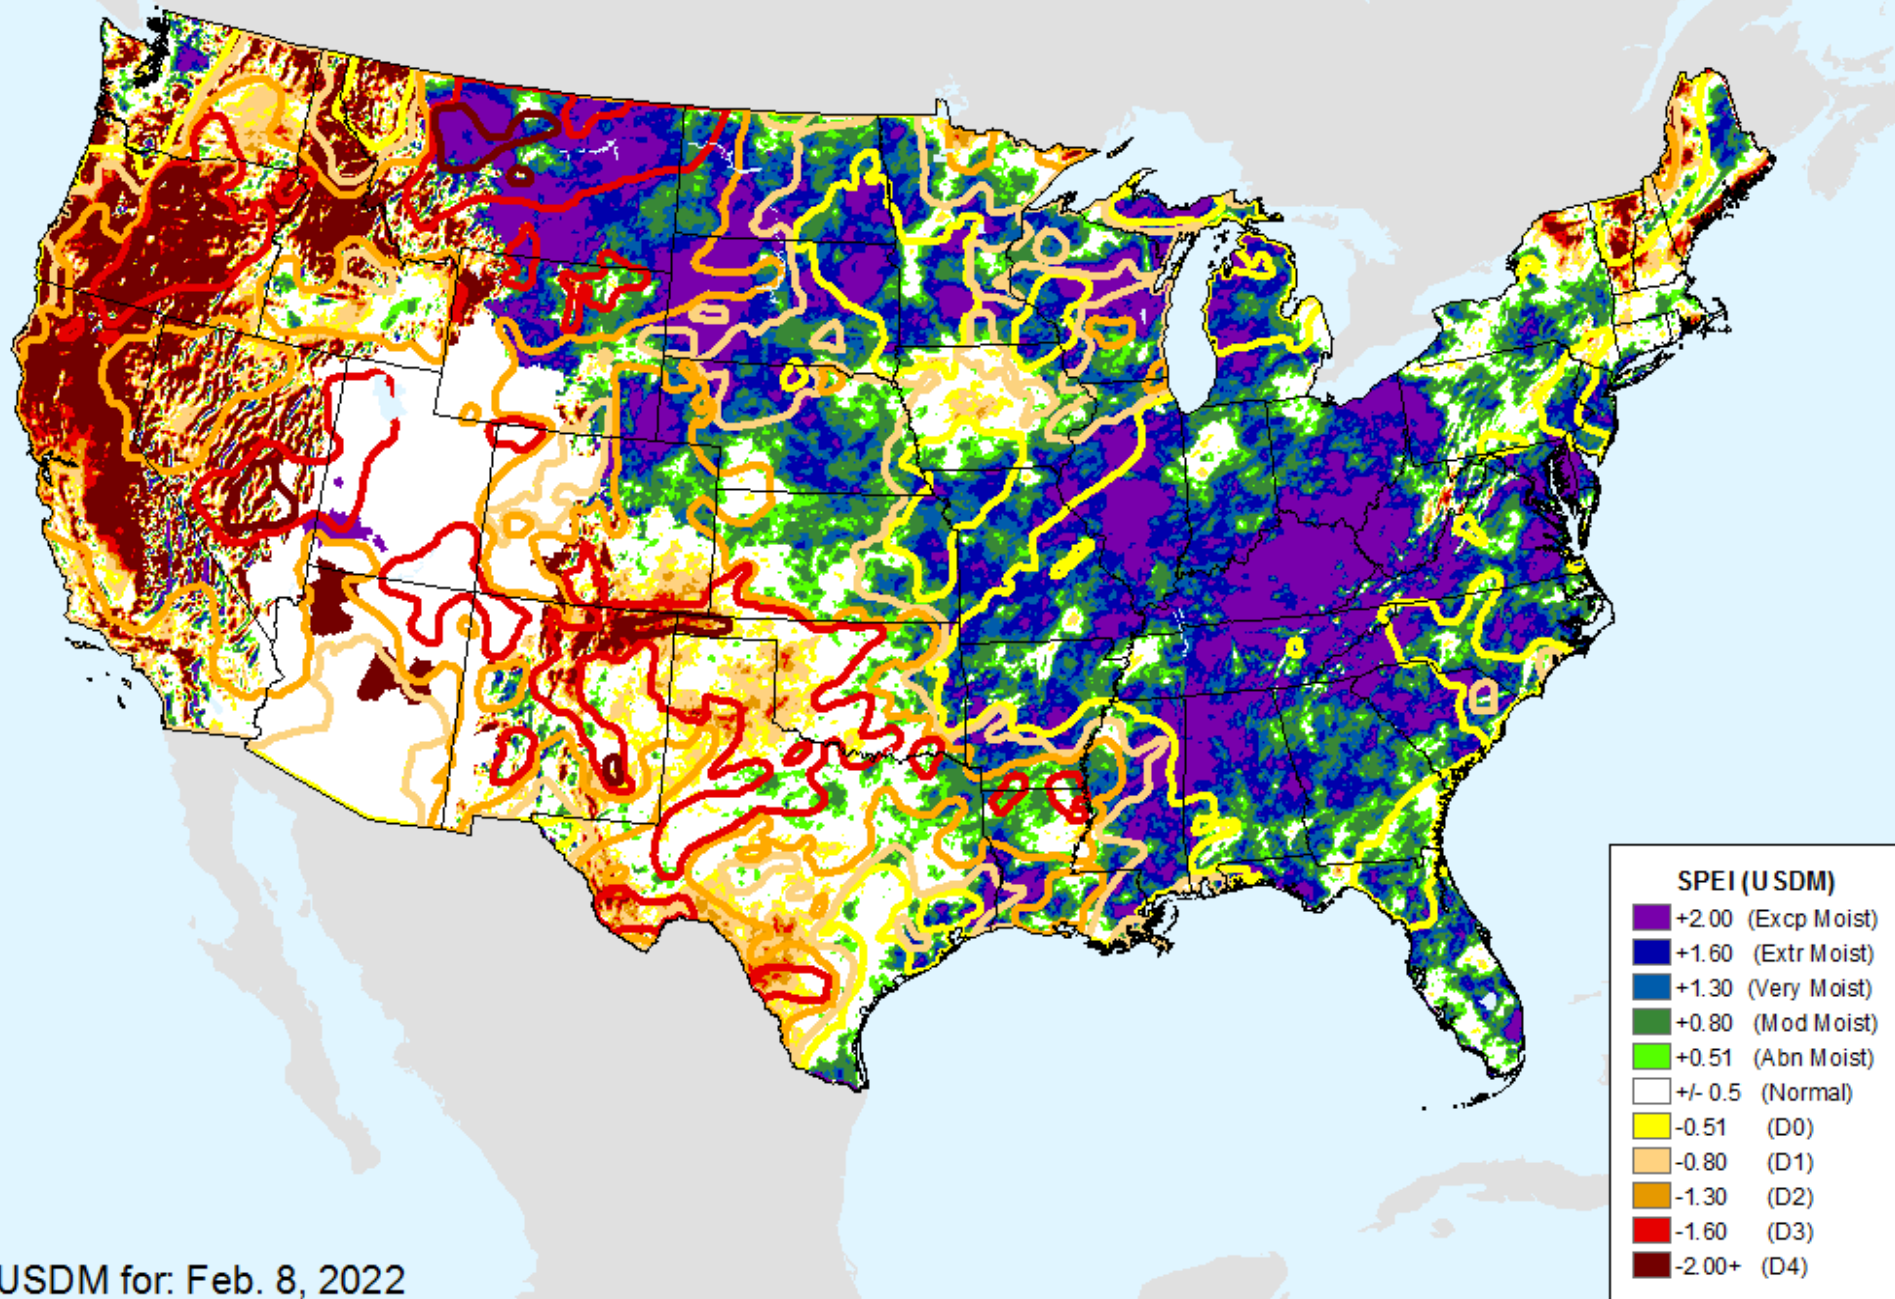 SPEI (USDM)
+2.00 (Excp Moist)
+1.60 (Extr Moist)
+1.30 (Very Moist)
+0.80 (Mod Moist)
+0.51 (Abn Moist)
+/- 0.5 (Normal)
-0.51 (D0)
-0.80 (D1)
-1.30 (D2)
-1.60 (D3)
-2.00+ (D4)
USDM for: Feb. 8, 2022